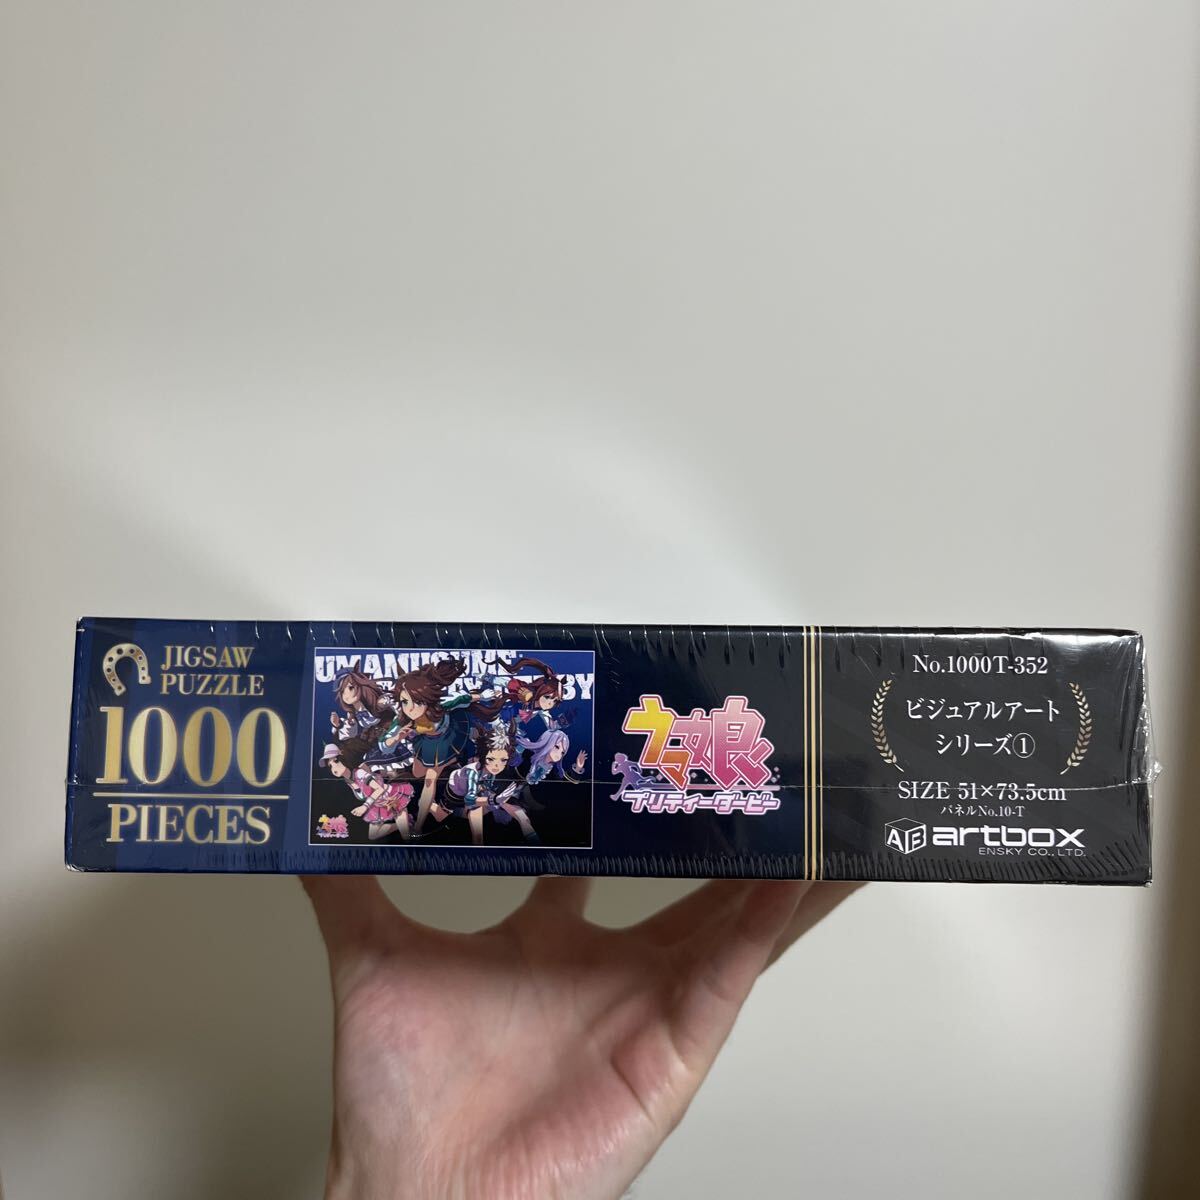 JIGSAW
PUZZLE
1000
PIECES
UMAMUSUME
ウマ娘
プリティーダービー
No.1000T-352
ビジュアルアート
シリーズ①
SIZE 51×73.5cm
パネルNo.10-T
AB artbox
ENSKY CO., LTD.